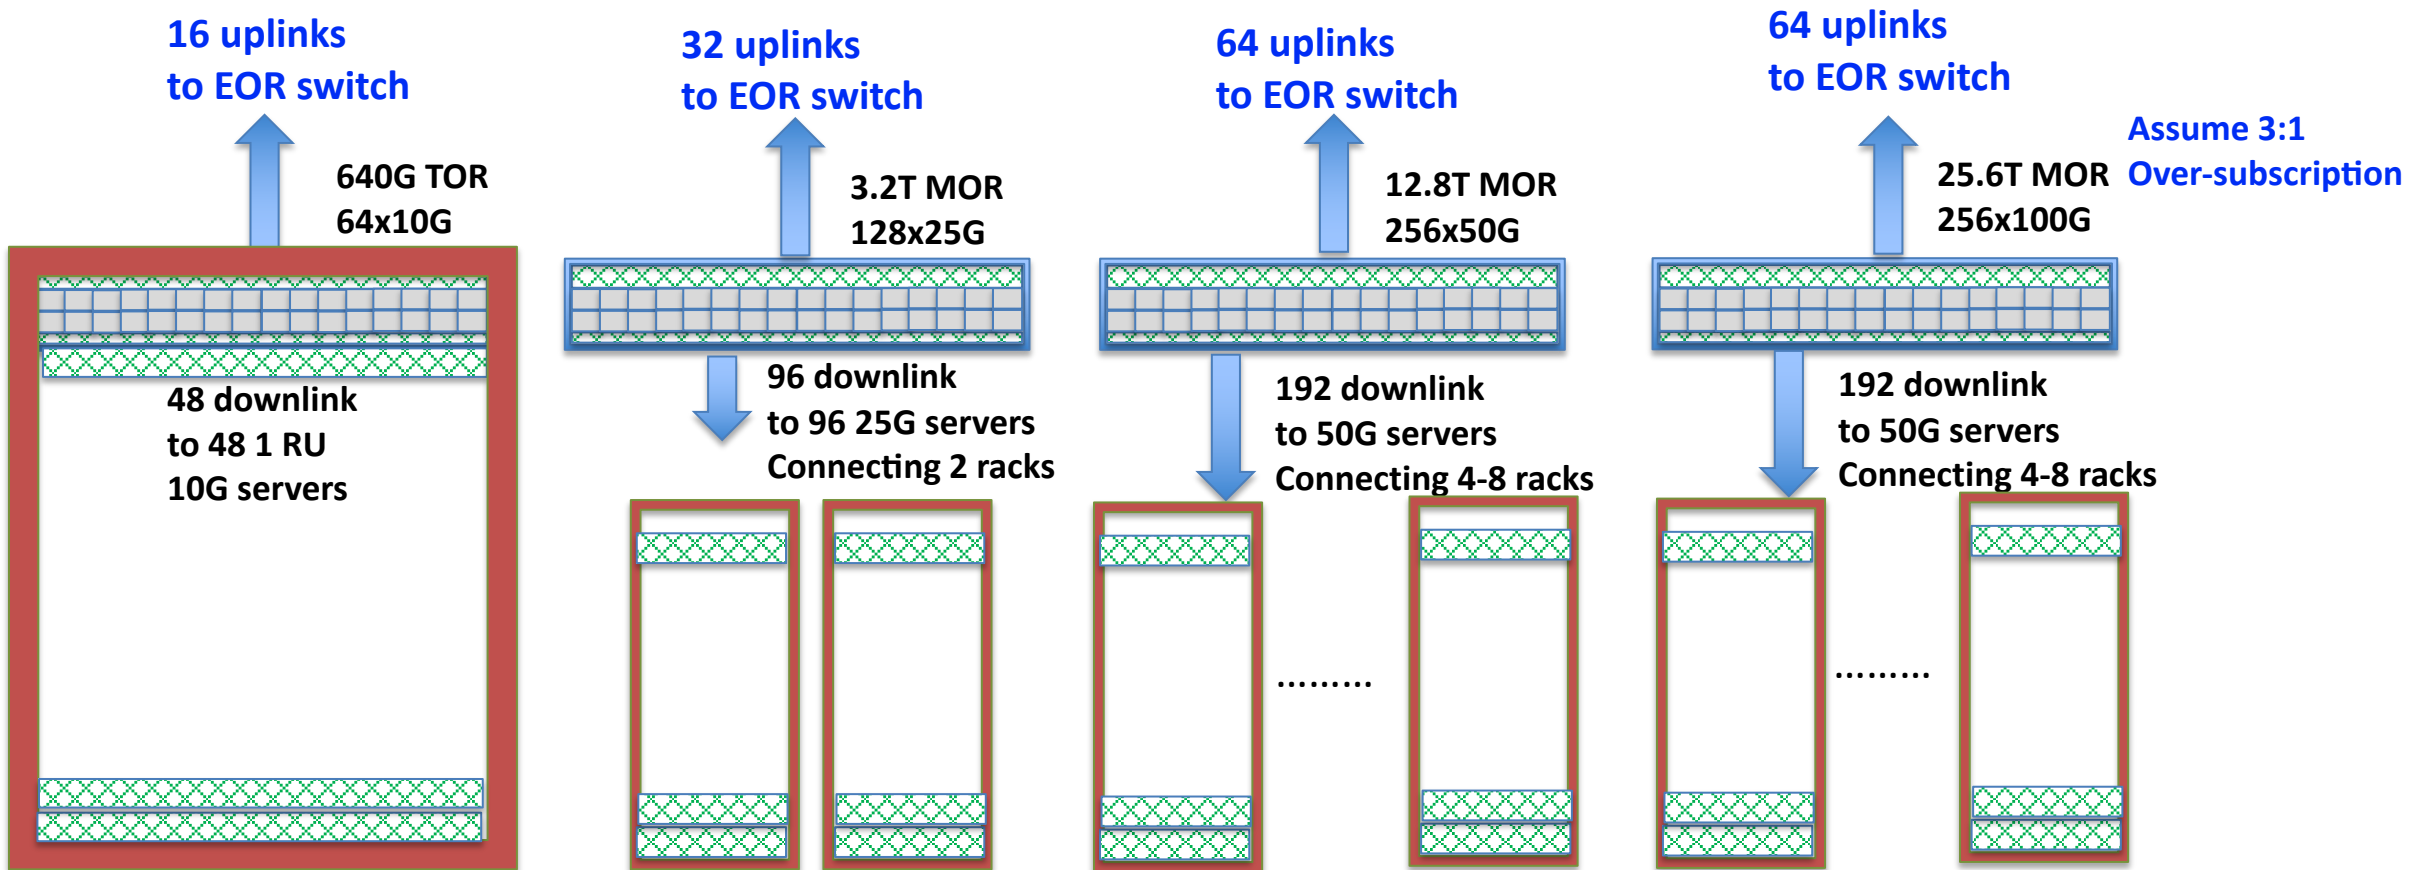 16 uplinks
to EOR switch
640G TOR
64x10G
48 downlink
to 48 1 RU
10G servers
32 uplinks
to EOR switch
3.2T MOR
128x25G
96 downlink
to 96 25G servers
Connecting 2 racks
64 uplinks
to EOR switch
12.8T MOR
256x50G
192 downlink
to 50G servers
Connecting 4-8 racks
.........
64 uplinks
to EOR switch
25.6T MOR
256x100G
Assume 3:1
Over-subscription
192 downlink
to 50G servers
Connecting 4-8 racks
.........